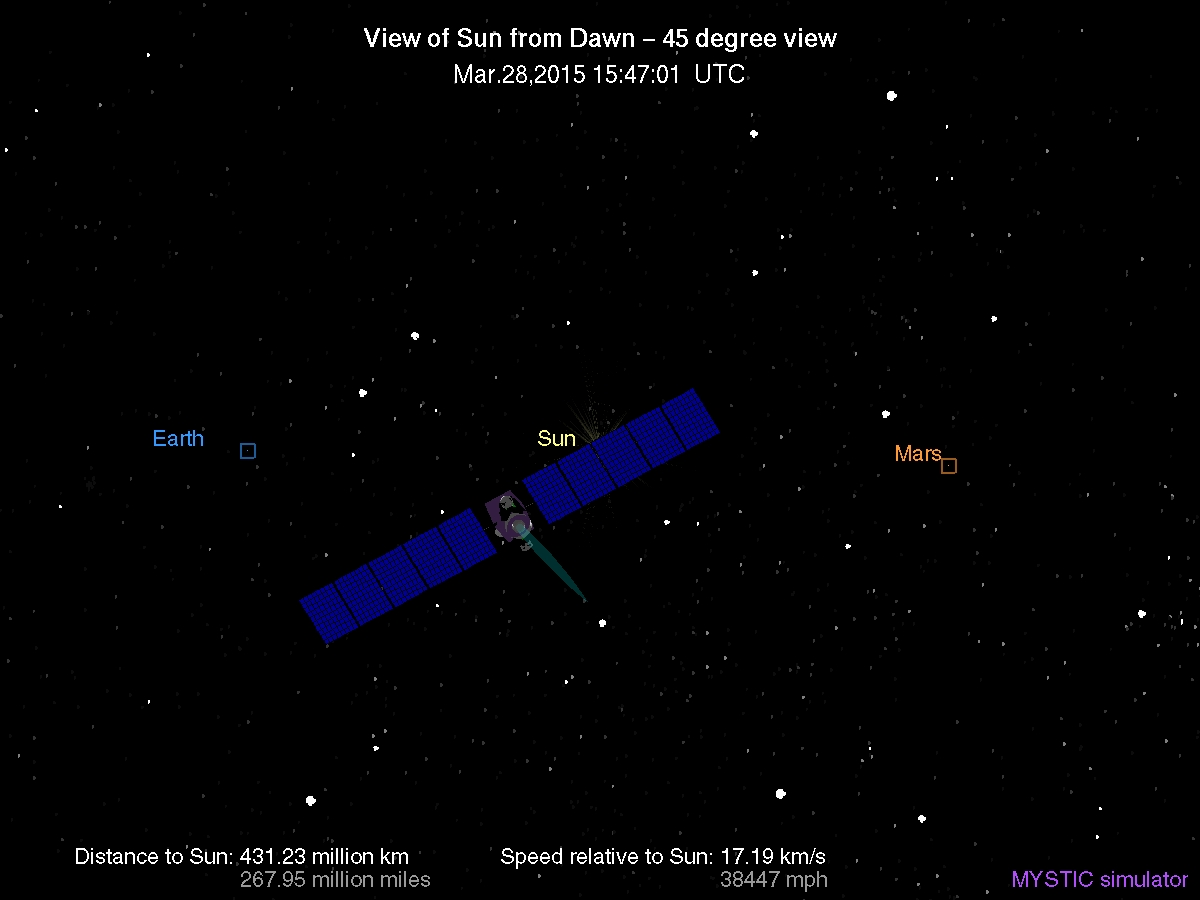 View of Sun from Dawn – 45 degree view
Mar.28,2015 15:47:01 UTC
Earth
Sun
Mars
Distance to Sun: 431.23 million km
267.95 million miles
Speed relative to Sun: 17.19 km/s
38447 mph
MYSTIC simulator